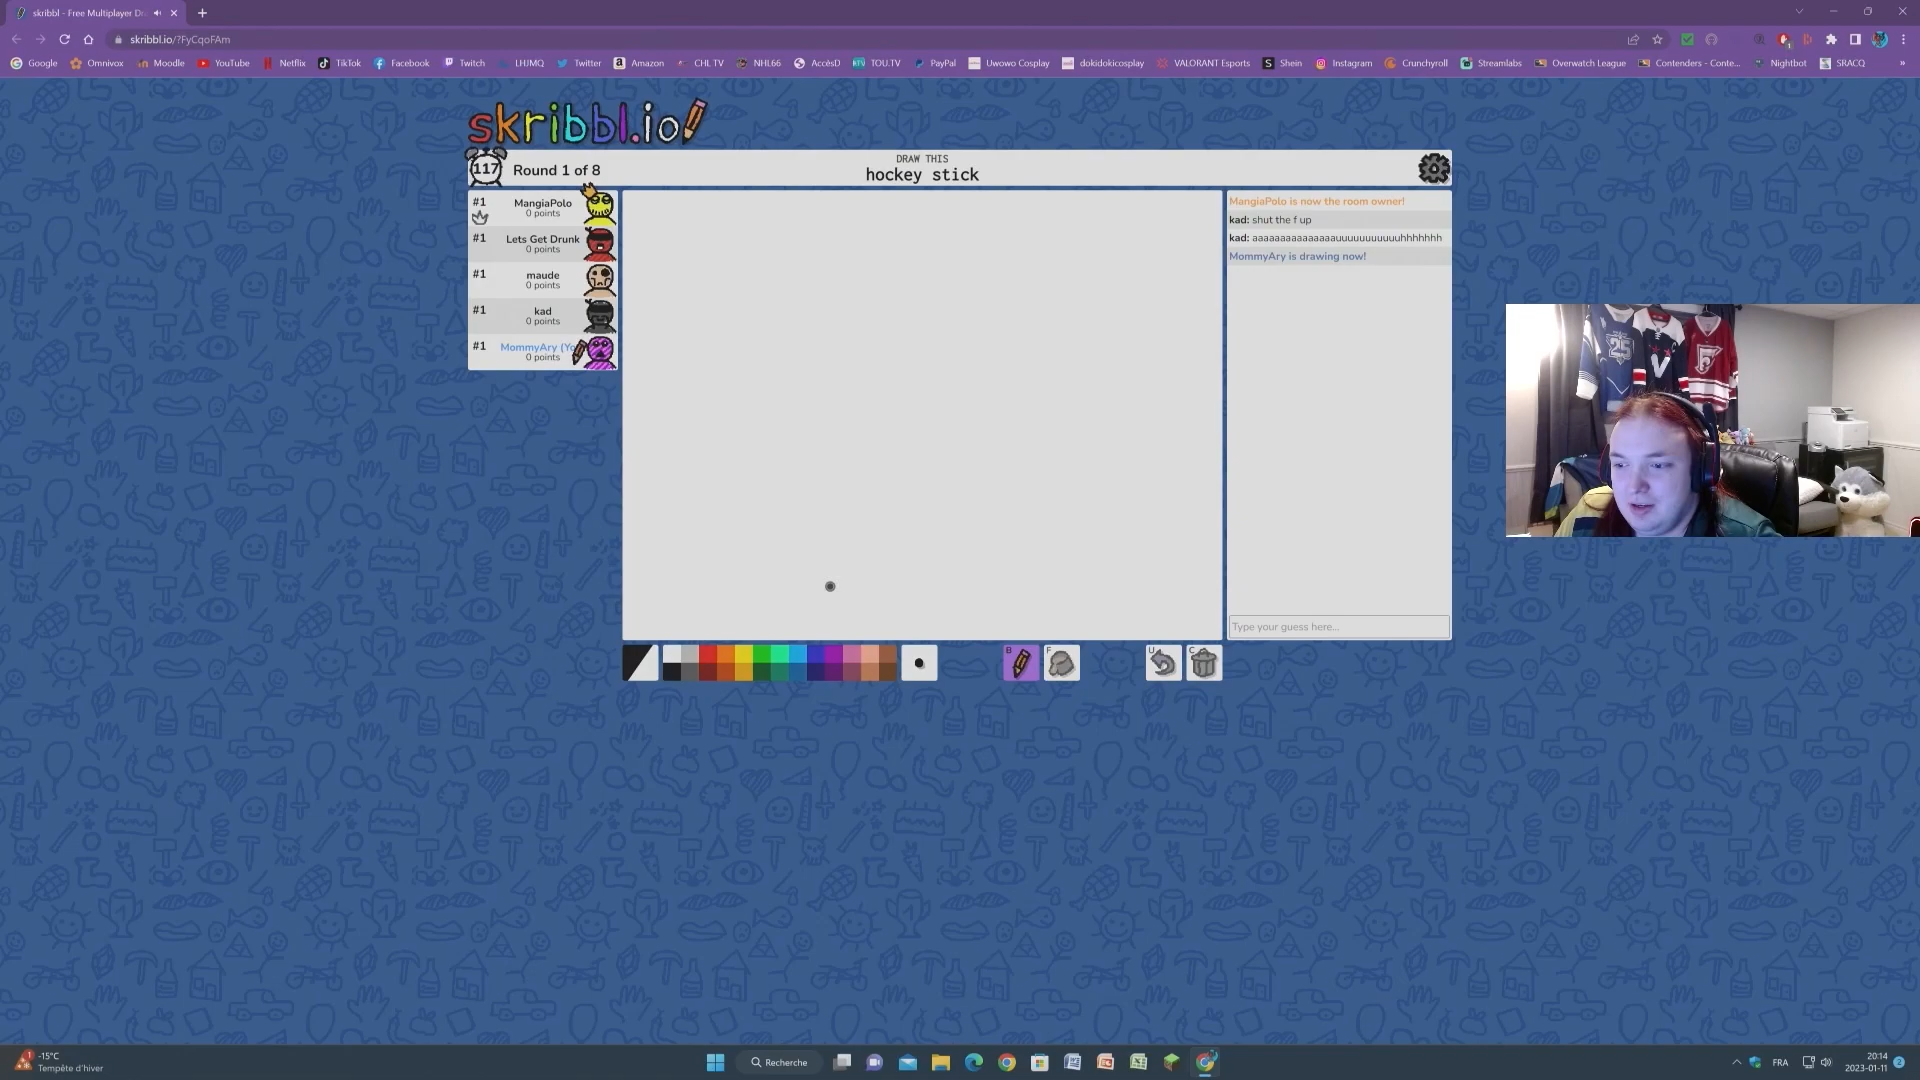 skribbl - Free Multiplayer Dr
skribbl.io/?FyCqoFAm
Google Omnivox Moodle YouTube Netflix TikTok Facebook Twitch LHJMQ Twitter Amazon CHL TV NHL66 AccèsD TOU.TV PayPal Uwowo Cosplay dokidokicosplay VALORANT Esports Shein Instagram Crunchyroll Streamlabs Overwatch League Contenders - Conte... Nightbot SRACQ »
skribbl.io
117
Round 1 of 8
DRAW THIS
hockey stick
#1 MangiaPolo
0 points
#1 Lets Get Drunk
0 points
#1 maude
0 points
#1 kad
0 points
#1 MommyAry (Yo
0 points
MangiaPolo is now the room owner!
kad: shut the f up
kad: aaaaaaaaaaaaaaauuuuuuuuuuuuhhhhhhh
MommyAry is drawing now!
Type your guess here...
B
F
U
C
25
-15°C
Tempête d'hiver
Recherche
FRA
20:14
2023-01-11